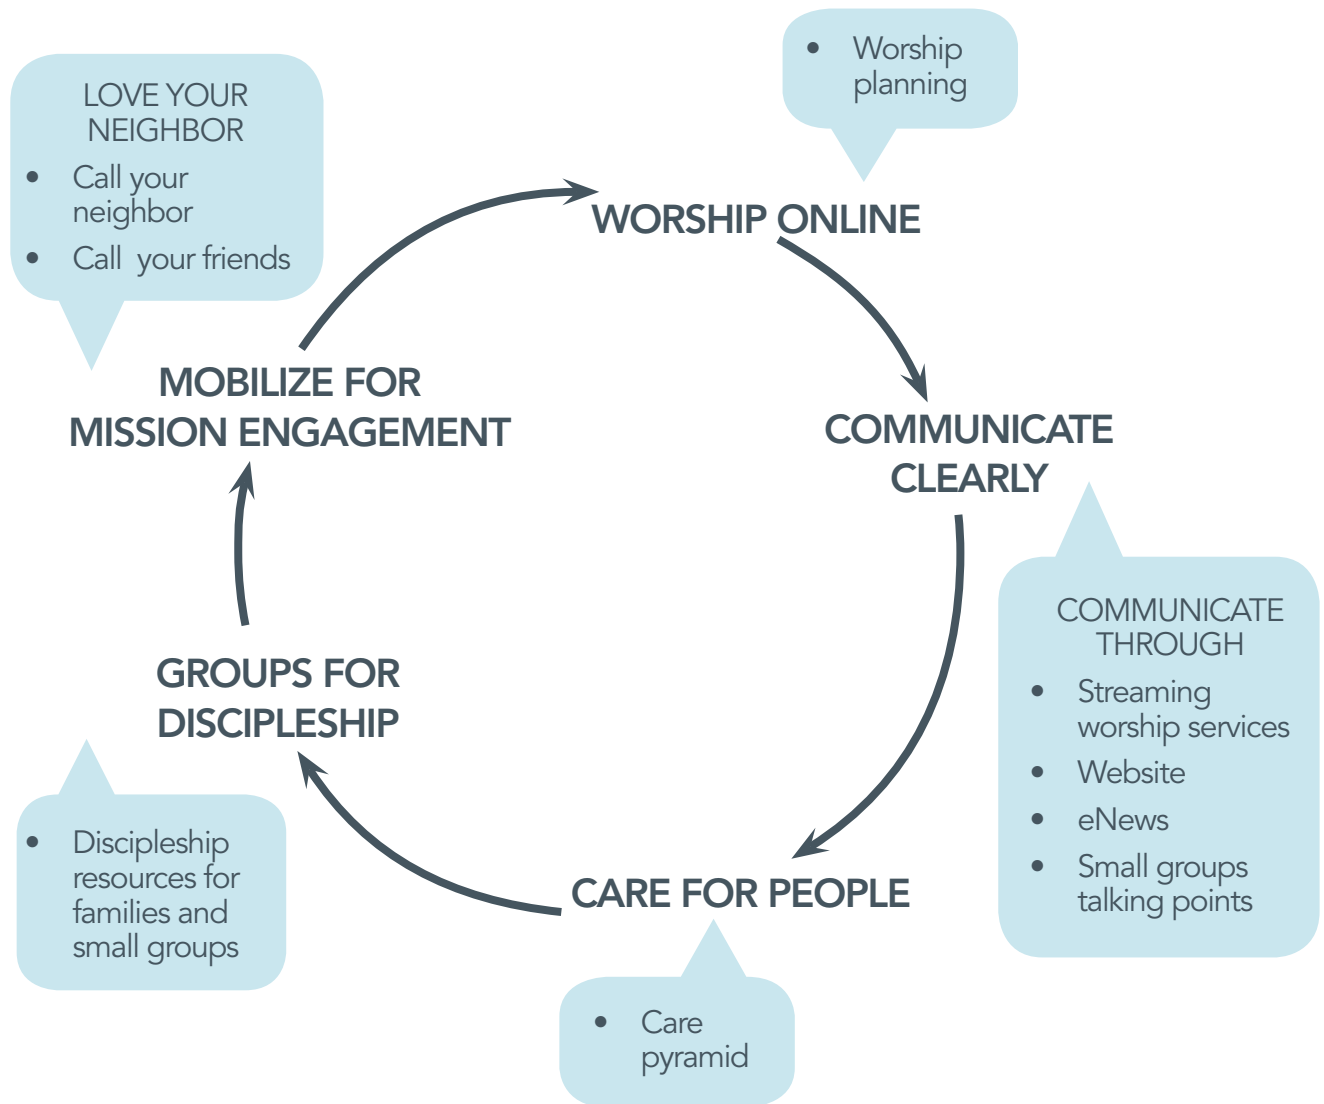 • Worship
planning
LOVE YOUR
NEIGHBOR
• Call your
neighbor
• Call  your friends
WORSHIP ONLINE
MOBILIZE FOR
MISSION ENGAGEMENT
COMMUNICATE
CLEARLY
COMMUNICATE
THROUGH
• Streaming
worship services
• Website
• eNews
• Small groups
talking points
GROUPS FOR
DISCIPLESHIP
• Discipleship
resources for
families and
small groups
CARE FOR PEOPLE
• Care
pyramid